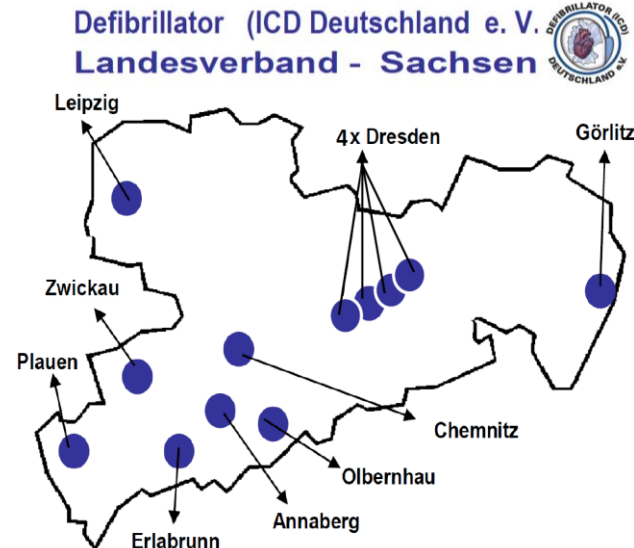 Defibrillator (ICD Deutschland e. V.
Landesverband - Sachsen
DEFIBRILLATOR (ICD)
DEUTSCHLAND e.V.
Leipzig
4x Dresden
Görlitz
Zwickau
Plauen
Chemnitz
Olbernhau
Annaberg
Erlabrunn